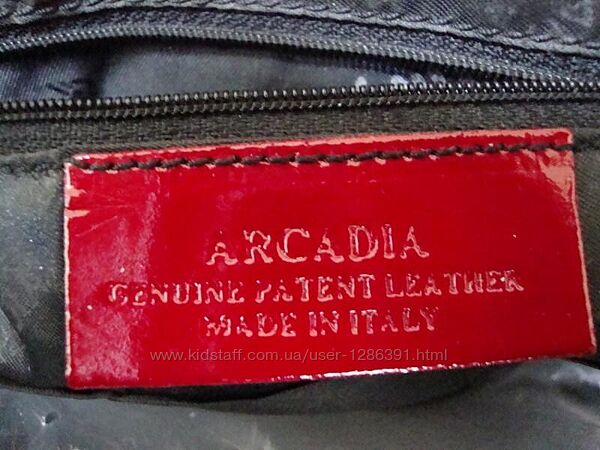 ARCADIA
GENUINE PATENT LEATHER
MADE IN ITALY
www.kidstaff.com.ua/user-1286391.html